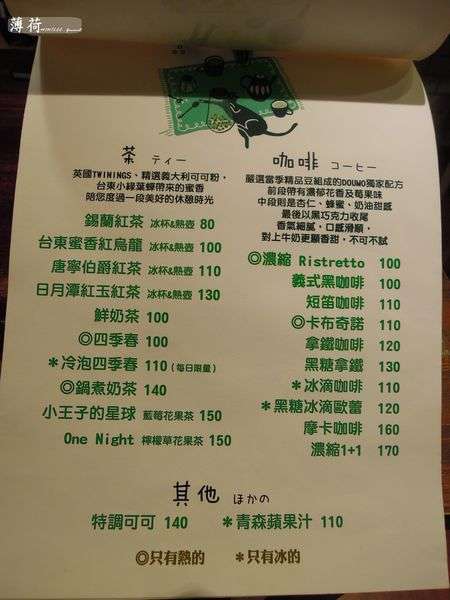 薄荷
茶 ティー
英國TWININGS、精選義大利可可粉，
台東小綠葉蟬帶來的蜜香
陪您度過一段美好的休憩時光
錫蘭紅茶 冰杯&熱壺 80
台東蜜香紅烏龍 冰杯&熱壺 100
唐寧伯爵紅茶 冰杯&熱壺 110
日月潭紅玉紅茶 冰杯&熱壺 130
鮮奶茶 100
◎四季春 100
＊冷泡四季春 110 (每日限量)
◎鍋煮奶茶 140
小王子的星球 藍莓花果茶 150
One Night 檸檬草花果茶 150
咖啡 コーヒー
嚴選當季精品豆組成的DOUMO獨家配方
前段帶有濃郁花香及莓果味
中段則是杏仁、蜂蜜、奶油甜感
最後以黑巧克力收尾
香氣細膩，口感滑順，
對上牛奶更顯香甜，不可不試
◎濃縮 Ristretto 100
義式黑咖啡 100
短笛咖啡 110
◎卡布奇諾 110
拿鐵咖啡 120
黑糖拿鐵 130
＊冰滴咖啡 110
＊黑糖冰滴歐蕾 120
摩卡咖啡 160
濃縮1+1 170
其他 ほかの
特調可可 140
＊青森蘋果汁 110
◎只有熱的 ＊只有冰的